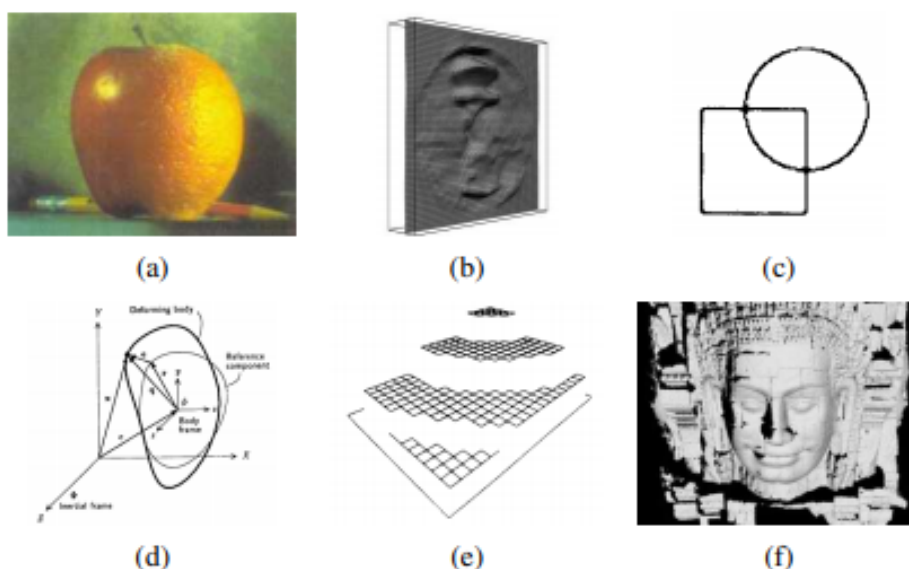 (a)
(b)
(c)
Deforming body
Y
Reference
component
Body
frame
X
Φ
Inertial frame
Z
(d)
(e)
(f)